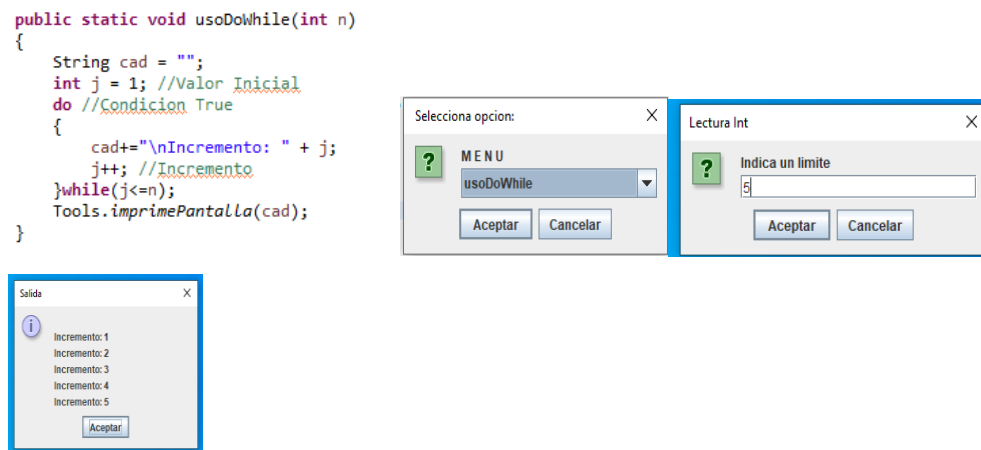 public static void usoDoWhile(int n)
{
String cad = "";
int j = 1; //Valor Inicial
do //Condicion True
{
cad+="\nIncremento: " + j;
j++; //Incremento
}while(j<=n);
Tools.imprimePantalla(cad);
}
Selecciona opcion:
M E N U
usoDoWhile
Aceptar Cancelar
Lectura Int
Indica un limite
5
Aceptar Cancelar
Salida
Incremento: 1
Incremento: 2
Incremento: 3
Incremento: 4
Incremento: 5
Aceptar